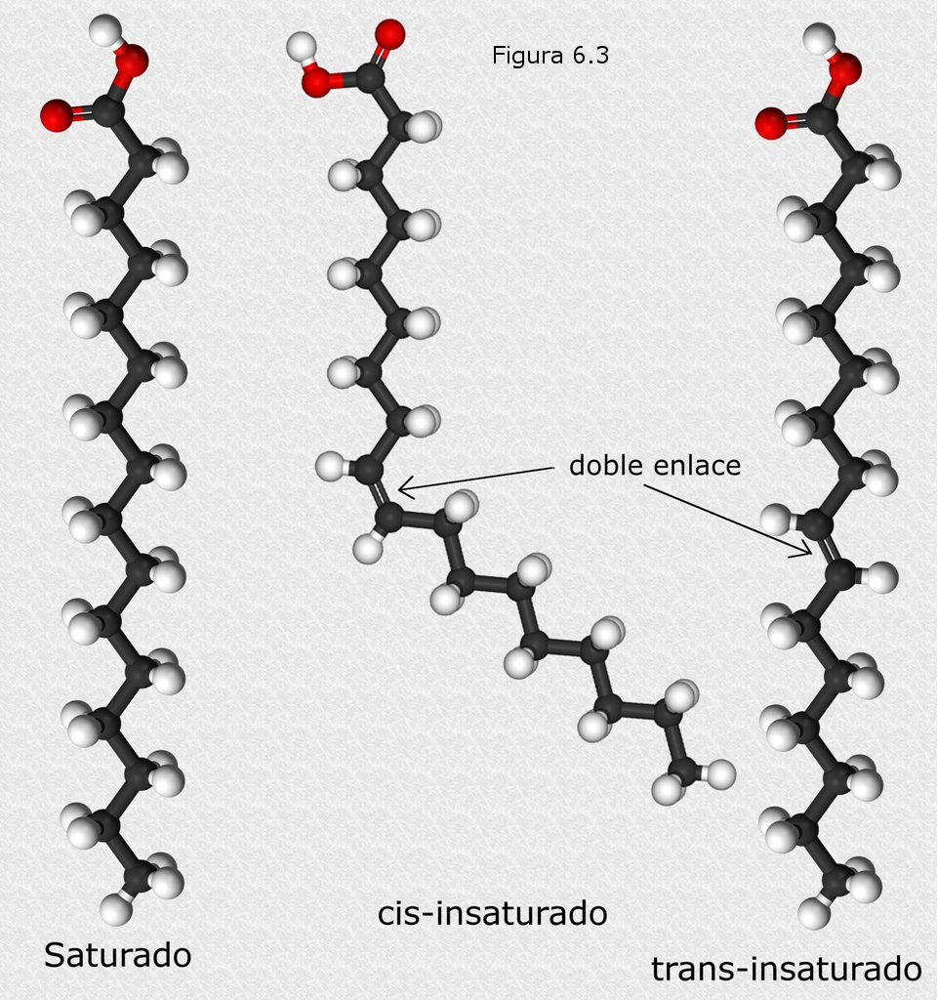 Figura 6.3
doble enlace
cis-insaturado
Saturado
trans-insaturado